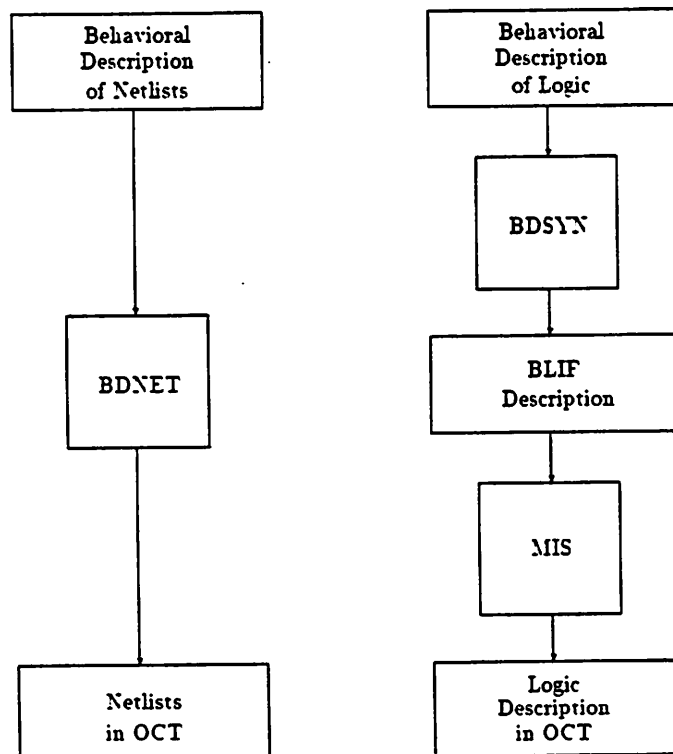 Behavioral
Description
of Netlists
BDNET
Netlists
in OCT
Behavioral
Description
of Logic
BDSYN
BLIF
Description
MIS
Logic
Description
in OCT